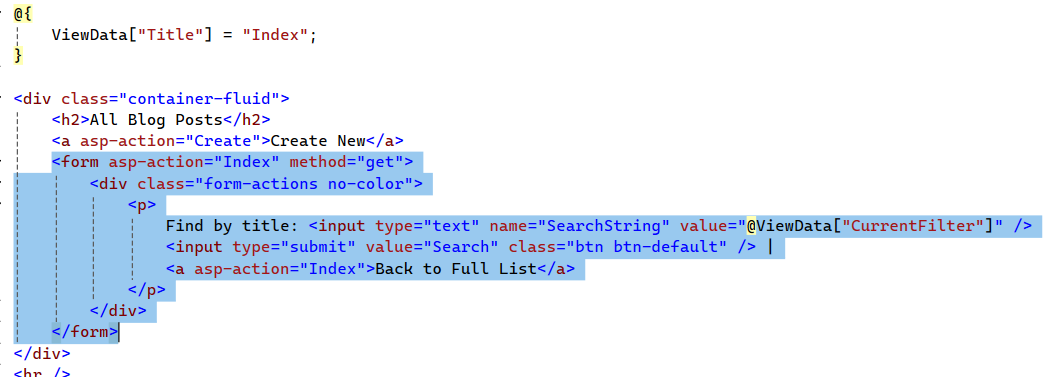 @{
ViewData["Title"] = "Index";
}
<div class="container-fluid">
<h2>All Blog Posts</h2>
<a asp-action="Create">Create New</a>
<form asp-action="Index" method="get">
<div class="form-actions no-color">
<p>
Find by title: <input type="text" name="SearchString" value="@ViewData["CurrentFilter"]" />
<input type="submit" value="Search" class="btn btn-default" /> |
<a asp-action="Index">Back to Full List</a>
</p>
</div>
</form>
</div>
<hr />